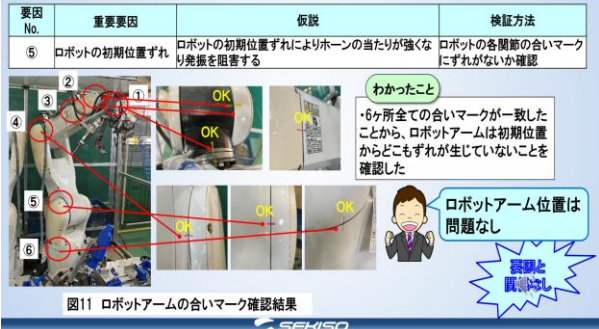 要因 No.
重要要因
仮説
検証方法
⑤
ロボットの初期位置ずれ
ロボットの初期位置ずれによりホーンの当たりが強くな
り発振を阻害する
ロボットの各関節の合いマーク
にずれがないか確認
②
③
①
④
⑤
⑥
OK
OK
OK
OK
OK
OK
わかったこと
・6ヶ所全ての合いマークが一致した
ことから、ロボットアームは初期位置
からどこもずれが生じていないことを
確認した
ロボットアーム位置は
問題なし
要因と
関係なし
図11 ロボットアームの合いマーク確認結果
SEKISO